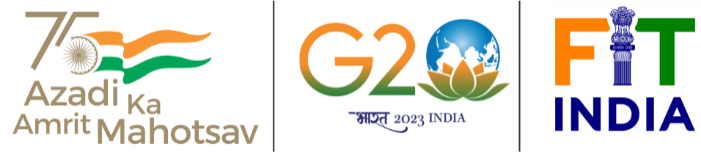 75
Azadi Ka
Amrit Mahotsav
G20
भारत 2023 INDIA
FIT
INDIA